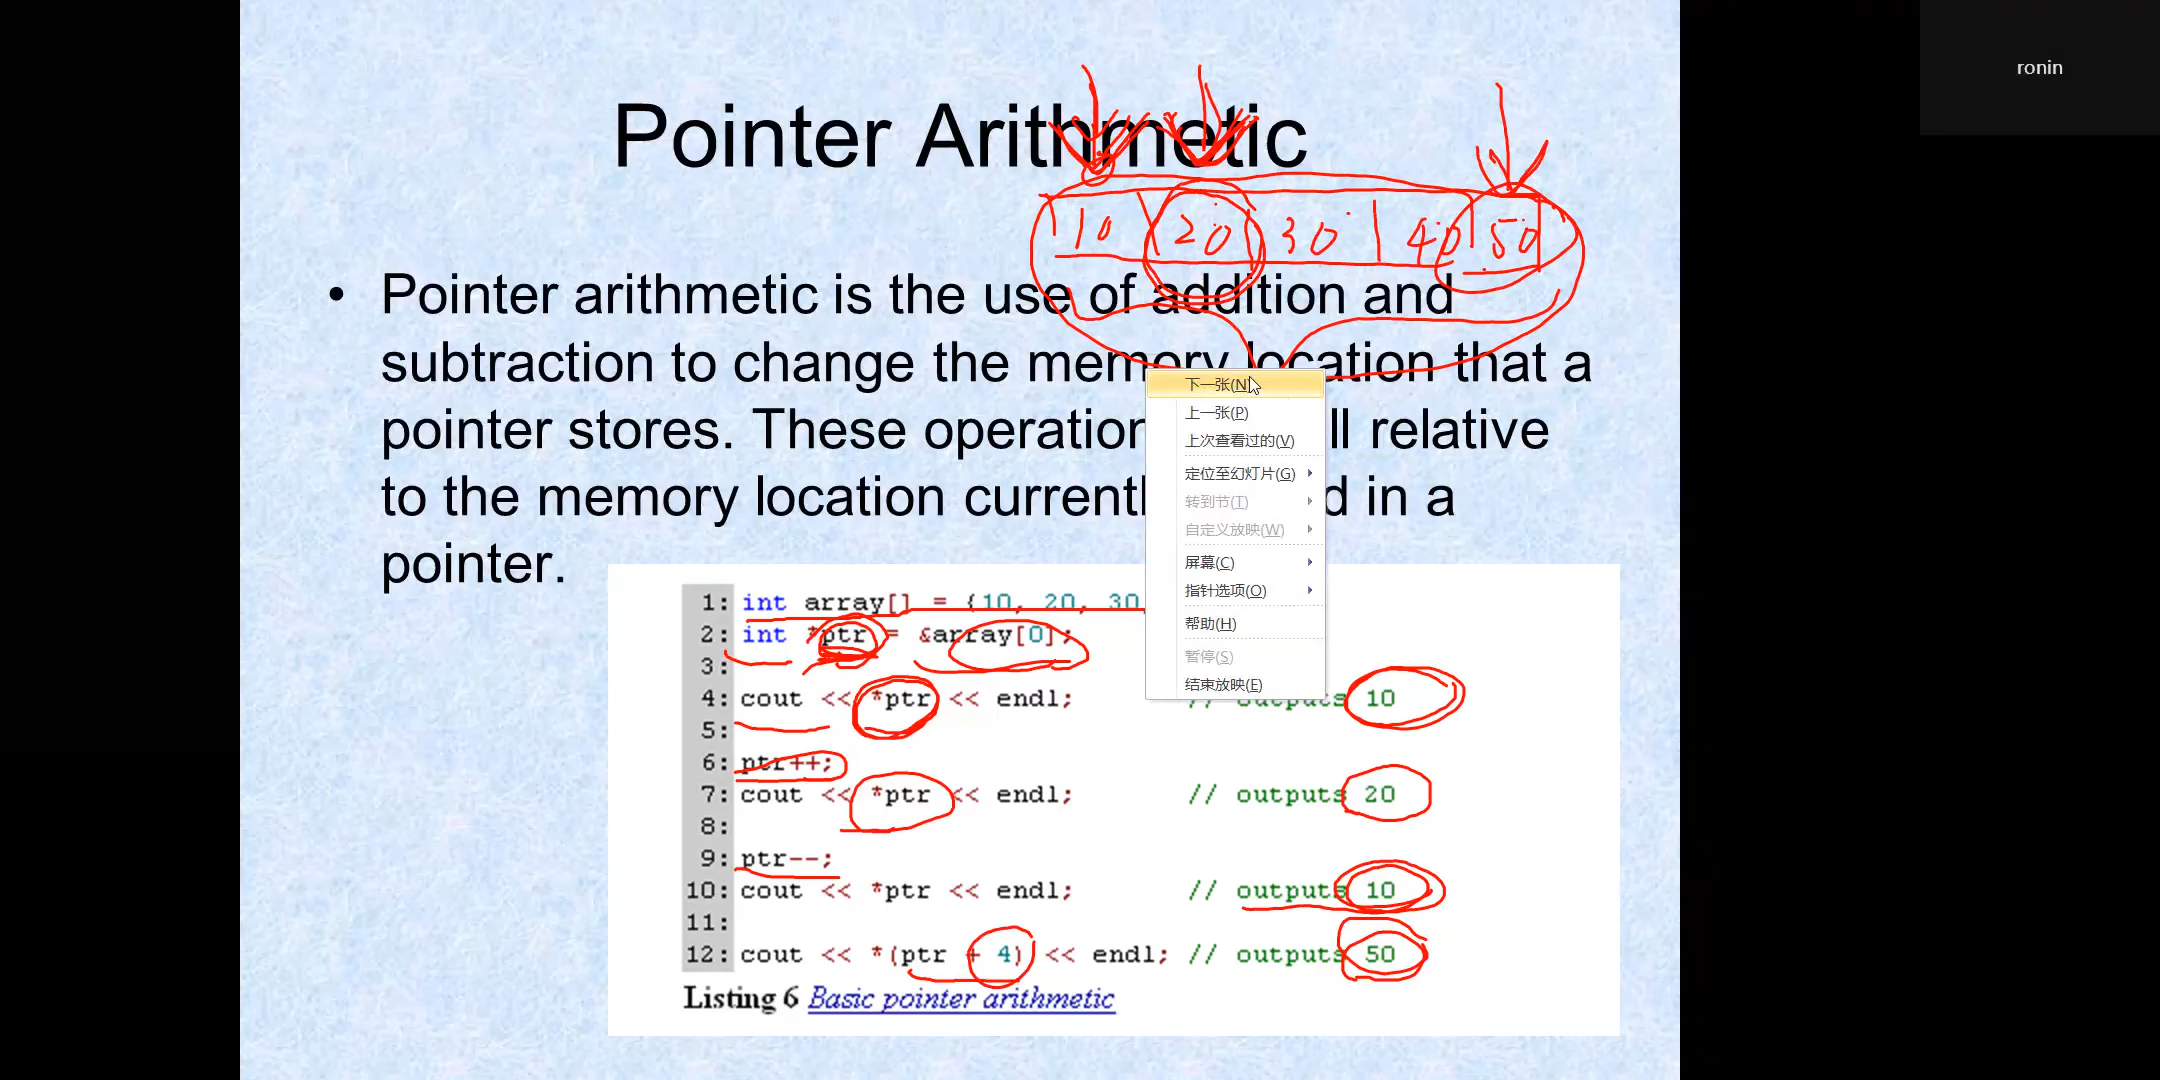 ronin
Pointer Arithmetic
10 20 30 40 50
• Pointer arithmetic is the use of addition and
subtraction to change the memory location that a
pointer stores. These operation ll relative
to the memory location currentl d in a
pointer.
下一张(N)
上一张(P)
上次查看过的(V)
定位至幻灯片(G)
转到节(T)
自定义放映(W)
屏幕(C)
指针选项(O)
帮助(H)
暂停(S)
结束放映(E)
1: int array[] = {10, 20, 30,
2: int *ptr = &array[0];
3:
4: cout << *ptr << endl; // outputs 10
5:
6: ptr++;
7: cout << *ptr << endl; // outputs 20
8:
9: ptr--;
10: cout << *ptr << endl; // outputs 10
11:
12: cout << *(ptr + 4) << endl; // outputs 50
Listing 6 Basic pointer arithmetic